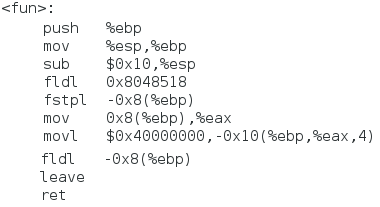 <fun>:
push %ebp
mov %esp,%ebp
sub $0x10,%esp
fldl 0x8048518
fstpl -0x8(%ebp)
mov 0x8(%ebp),%eax
movl $0x40000000,-0x10(%ebp,%eax,4)
fldl -0x8(%ebp)
leave
ret